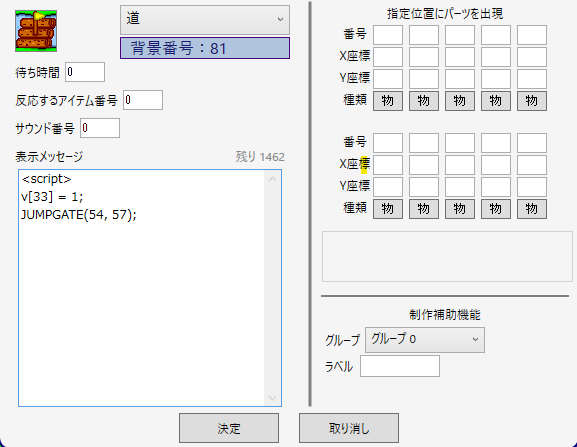 道
背景番号：81
待ち時間 0
反応するアイテム番号 0
サウンド番号 0
表示メッセージ 残り 1462
<script>
v[33] = 1;
JUMPGATE(54, 57);
指定位置にパーツを出現
番号
X座標
Y座標
種類 物 物 物 物 物
番号
X座標
Y座標
種類 物 物 物 物 物
制作補助機能
グループ グループ 0
ラベル
決定 取り消し